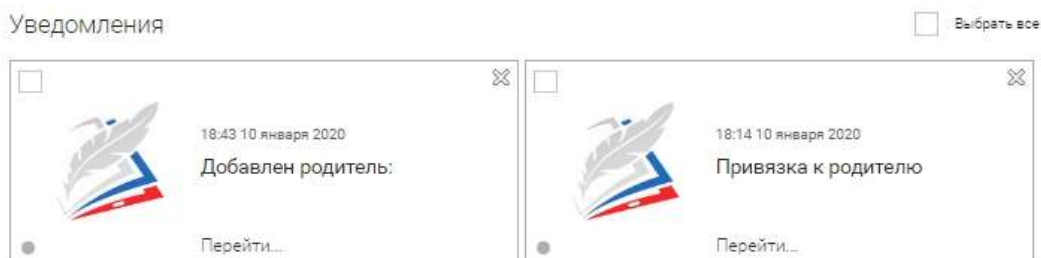 Уведомления
Выбрать все
18:43 10 января 2020
Добавлен родитель:
Перейти...
18:14 10 января 2020
Привязка к родителю
Перейти...